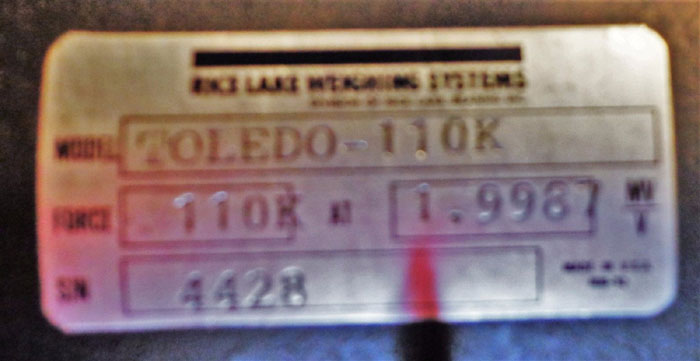 RICE LAKE WEIGHING SYSTEMS
MODEL TOLEDO-110K
FORCE 110K AT 1.9987 MV/V
SN 4428
MADE IN U.S.A.